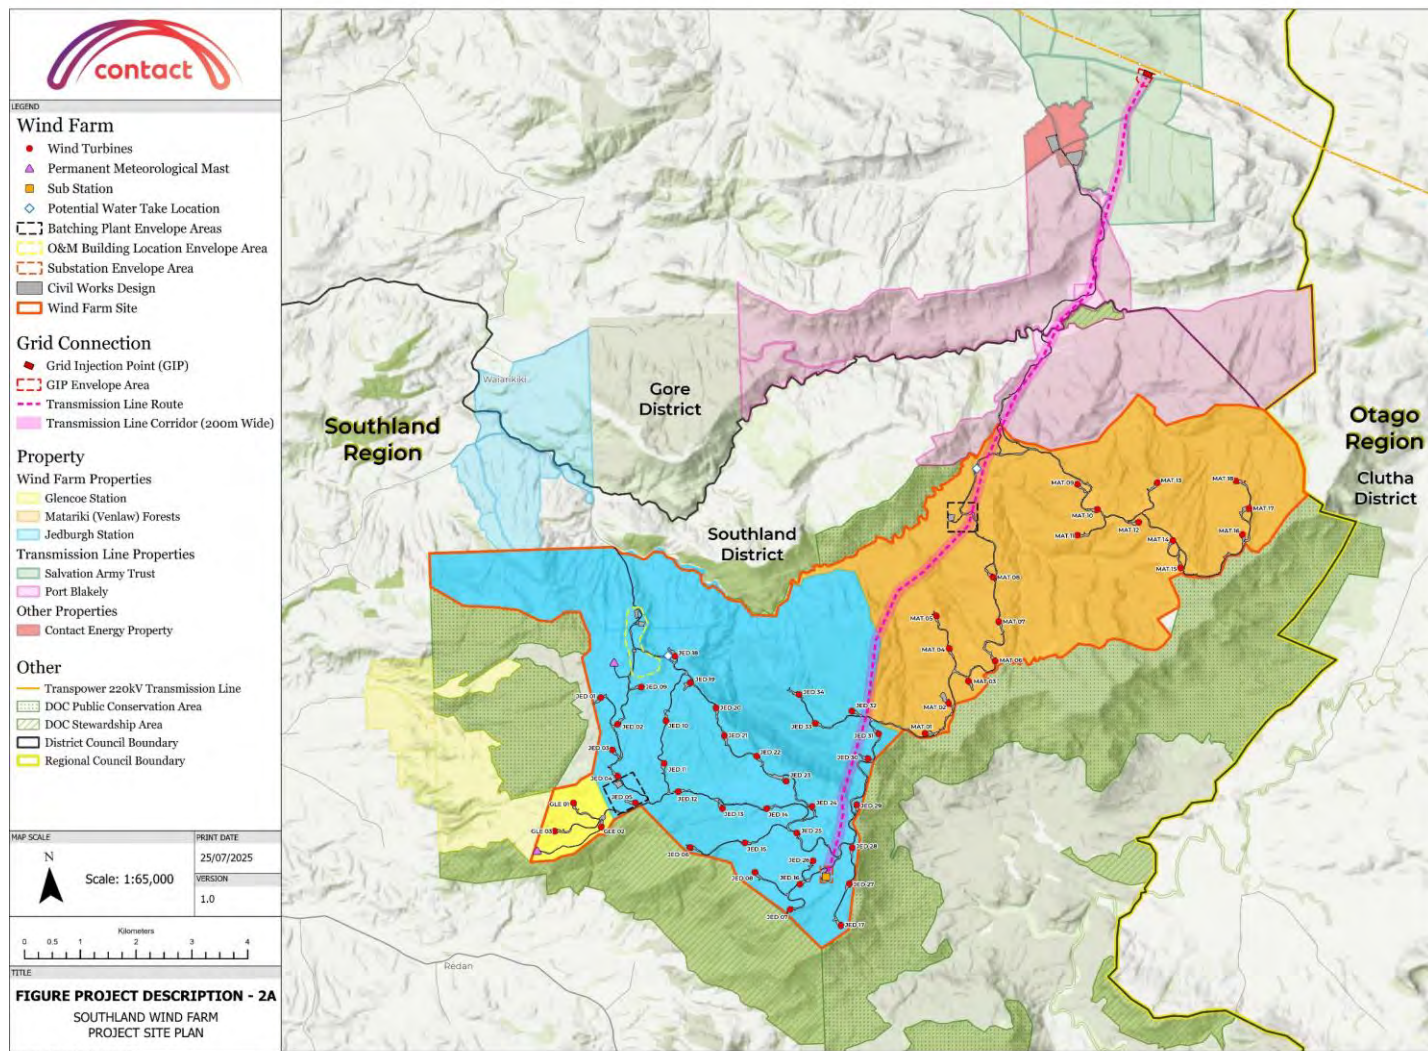 contact
LEGEND
Wind Farm
Wind Turbines
Permanent Meteorological Mast
Sub Station
Potential Water Take Location
Batching Plant Envelope Areas
O&M Building Location Envelope Area
Substation Envelope Area
Civil Works Design
Wind Farm Site
Grid Connection
Grid Injection Point (GIP)
GIP Envelope Area
Transmission Line Route
Transmission Line Corridor (200m Wide)
Property
Wind Farm Properties
Glencoe Station
Matariki (Venlaw) Forests
Jedburgh Station
Transmission Line Properties
Salvation Army Trust
Port Blakely
Other Properties
Contact Energy Property
Other
Transpower 220kV Transmission Line
DOC Public Conservation Area
DOC Stewardship Area
District Council Boundary
Regional Council Boundary
MAP SCALE
N
Scale: 1:65,000
PRINT DATE
25/07/2025
VERSION
1.0
Kilometers
0 0.5 1 2 3 4
TITLE
FIGURE PROJECT DESCRIPTION - 2A
SOUTHLAND WIND FARM
PROJECT SITE PLAN
Waiarikiki
Gore
District
Southland
Region
Otago
Region
Clutha
District
Southland
District
Redan
MAT 09
MAT 13
MAT 18
MAT 10
MAT 17
MAT 12
MAT 11
MAT 14
MAT 16
MAT 15
MAT 08
MAT 05
MAT 07
MAT 04
MAT 06
MAT 03
MAT 02
MAT 01
JED 18
JED 19
JED 09
JED 01
JED 34
JED 20
JED 32
JED 02
JED 10
JED 33
JED 21
JED 31
JED 03
JED 22
JED 30
JED 11
JED 04
JED 23
JED 12
JED 05
JED 13
JED 14
JED 24
JED 29
GLE 01
GLE 02
GLE 03
JED 25
JED 15
JED 06
JED 28
JED 26
JED 08
JED 16
JED 27
JED 07
JED 17